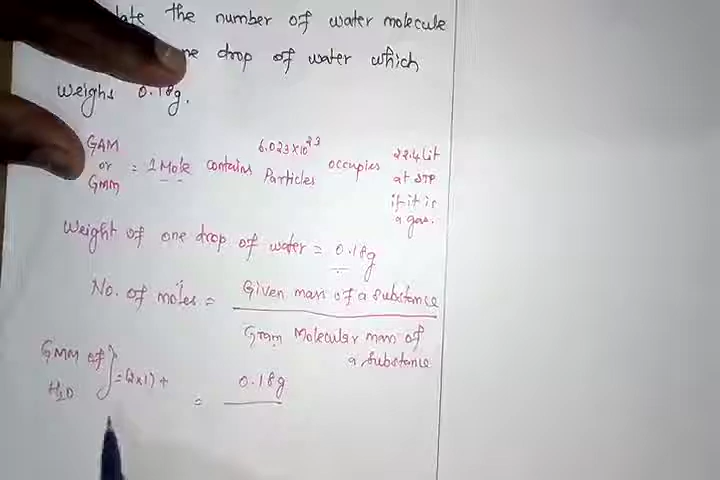 the number of water molecule
one drop of water which
weighs 0.18g.
GAM or GMM = 1 Mole contains 6.023×10²³ Particles occupies 22.4 lit at STP if it is a gas.
Weight of one drop of water = 0.18g
No. of moles = Given mass of a substance
Gram Molecular mass of
a substance
GMM of H₂O } = (2×1) +
= 0.18g